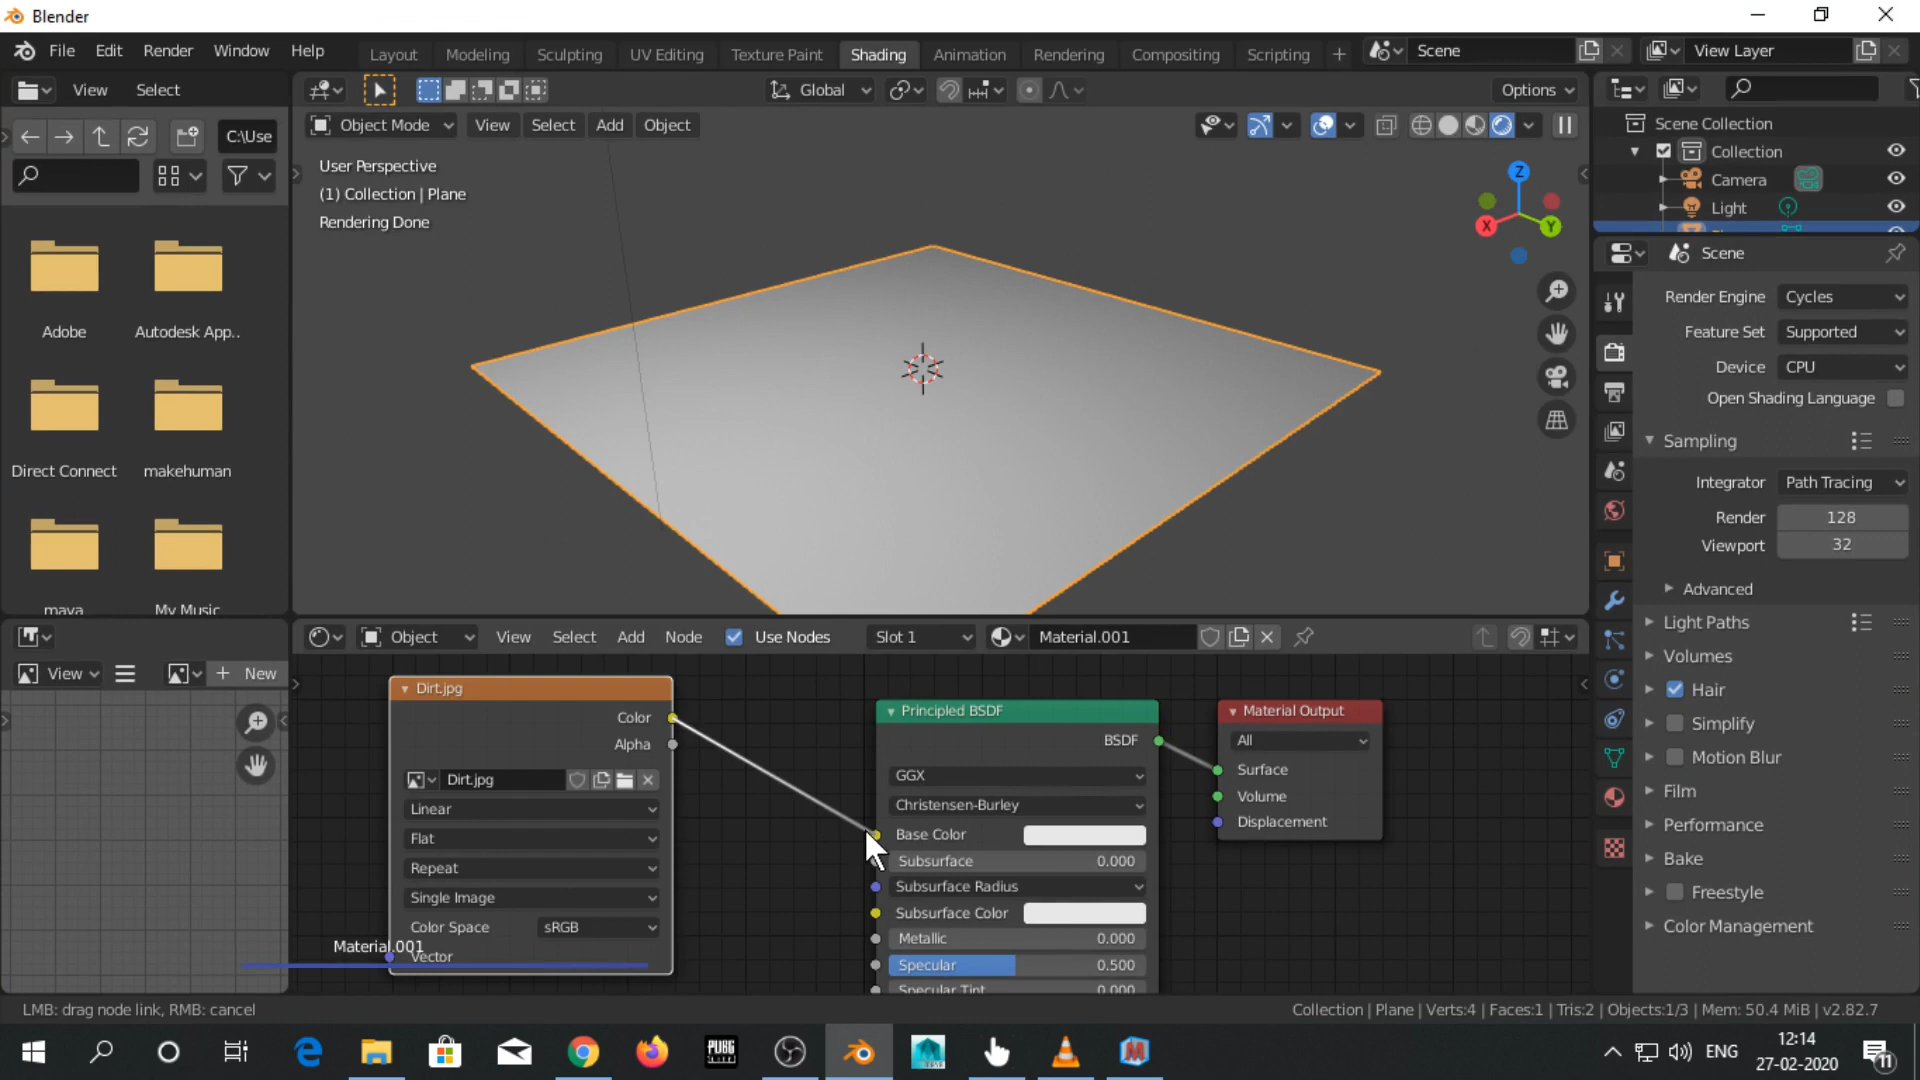 Blender
File Edit Render Window Help
Layout Modeling Sculpting UV Editing Texture Paint Shading Animation Rendering Compositing Scripting +
Scene
View Layer
View Select
Global
Options
C:\Use
Object Mode View Select Add Object
User Perspective
(1) Collection | Plane
Rendering Done
Z
X
Y
Adobe
Autodesk App..
Direct Connect
makehuman
maya
My Music
Scene Collection
Collection
Camera
Light
Scene
Render Engine Cycles
Feature Set Supported
Device CPU
Open Shading Language
Sampling
Integrator Path Tracing
Render 128
Viewport 32
Advanced
Light Paths
Volumes
Hair
Simplify
Motion Blur
Film
Performance
Bake
Freestyle
Color Management
View
New
Object View Select Add Node Use Nodes Slot 1 Material.001
Dirt.jpg
Color
Alpha
Dirt.jpg
Linear
Flat
Repeat
Single Image
Color Space sRGB
Vector
Material.001
Principled BSDF
BSDF
GGX
Christensen-Burley
Base Color
Subsurface 0.000
Subsurface Radius
Subsurface Color
Metallic 0.000
Specular 0.500
Specular Tint 0.000
Material Output
All
Surface
Volume
Displacement
LMB: drag node link, RMB: cancel
Collection | Plane | Verts:4 | Faces:1 | Tris:2 | Objects:1/3 | Mem: 50.4 MiB | v2.82.7
PUBG
ENG
12:14
27-02-2020
11